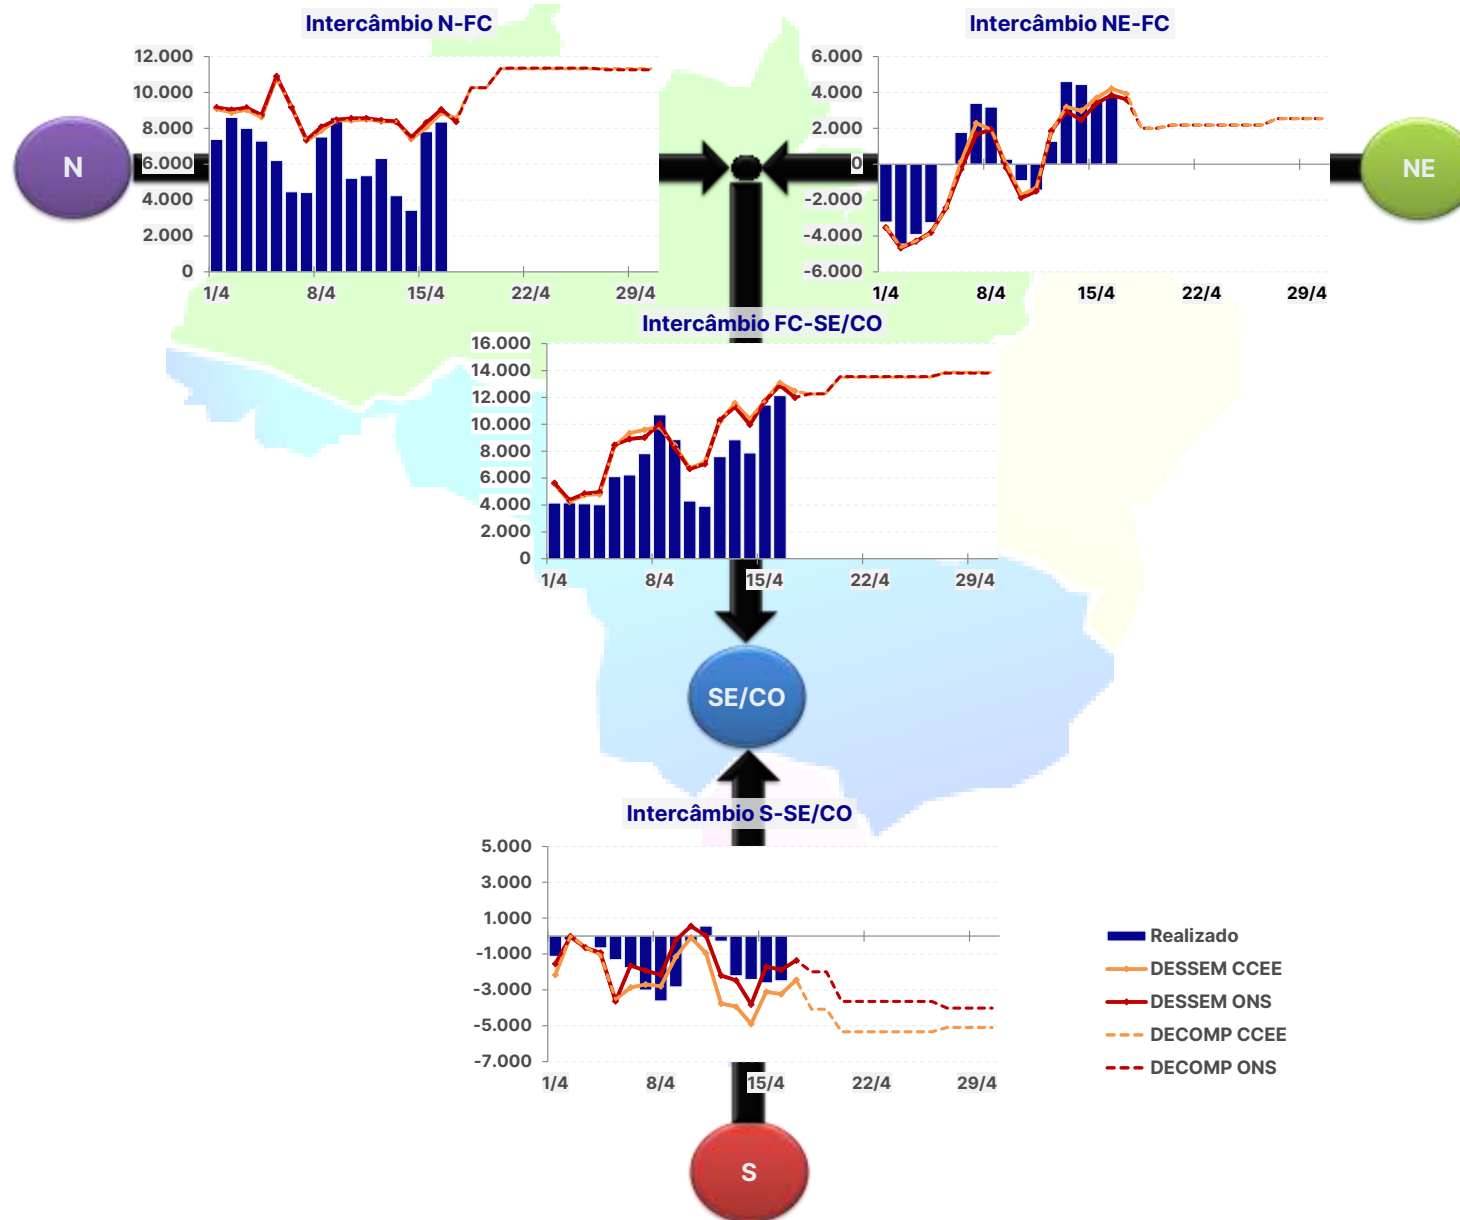 Intercâmbio N-FC
12.000
10.000
8.000
6.000
4.000
2.000
0
1/4 8/4 15/4 22/4 29/4
Intercâmbio NE-FC
6.000
4.000
2.000
0
-2.000
-4.000
-6.000
1/4 8/4 15/4 22/4 29/4
N
NE
Intercâmbio FC-SE/CO
16.000
14.000
12.000
10.000
8.000
6.000
4.000
2.000
0
1/4 8/4 15/4 22/4 29/4
SE/CO
Intercâmbio S-SE/CO
5.000
3.000
1.000
-1.000
-3.000
-5.000
-7.000
1/4 8/4 15/4 22/4 29/4
Realizado
DESSEM CCEE
DESSEM ONS
DECOMP CCEE
DECOMP ONS
S